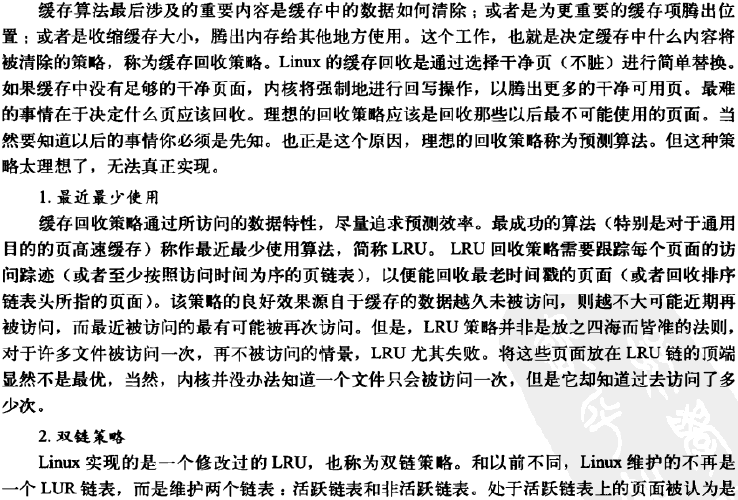 缓存算法最后涉及的重要内容是缓存中的数据如何清除；或者是为更重要的缓存项腾出位
置；或者是收缩缓存大小，腾出内存给其他地方使用。这个工作，也就是决定缓存中什么内容将
被清除的策略，称为缓存回收策略。Linux 的缓存回收是通过选择干净页（不脏）进行简单替换。
如果缓存中没有足够的干净页面，内核将强制地进行回写操作，以腾出更多的干净可用页。最难
的事情在于决定什么页应该回收。理想的回收策略应该是回收那些以后最不可能使用的页面。当
然要知道以后的事情你必须是先知。也正是这个原因，理想的回收策略称为预测算法。但这种策
略太理想了，无法真正实现。
1. 最近最少使用
缓存回收策略通过所访问的数据特性，尽量追求预测效率。最成功的算法（特别是对于通用
目的的页高速缓存）称作最近最少使用算法，简称 LRU。 LRU 回收策略需要跟踪每个页面的访
问踪迹（或者至少按照访问时间为序的页链表），以便能回收最老时间戳的页面（或者回收排序
链表头所指的页面）。该策略的良好效果源自于缓存的数据越久未被访问，则越不大可能近期再
被访问，而最近被访问的最有可能被再次访问。但是，LRU 策略并非是放之四海而皆准的法则，
对于许多文件被访问一次，再不被访问的情景，LRU 尤其失败。将这些页面放在 LRU 链的顶端
显然不是最优，当然，内核并没办法知道一个文件只会被访问一次，但是它却知道过去访问了多
少次。
2. 双链策略
Linux 实现的是一个修改过的 LRU，也称为双链策略。和以前不同，Linux 维护的不再是
一个 LUR 链表，而是维护两个链表：活跃链表和非活跃链表。处于活跃链表上的页面被认为是